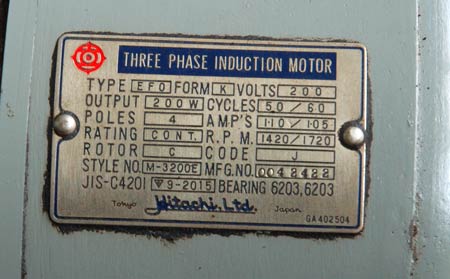 THREE PHASE INDUCTION MOTOR
TYPE EFO FORM K VOLTS 200
OUTPUT 200W CYCLES 50/60
POLES 4 AMP'S 1.10/1.05
RATING CONT. R.P.M. 1420/1720
ROTOR C CODE J
STYLE NO. M-3200E MFG.NO. 0042422
JIS-C4201 9-2015 BEARING 6203,6203
Tokyo Hitachi, Ltd. Japan
GA402504